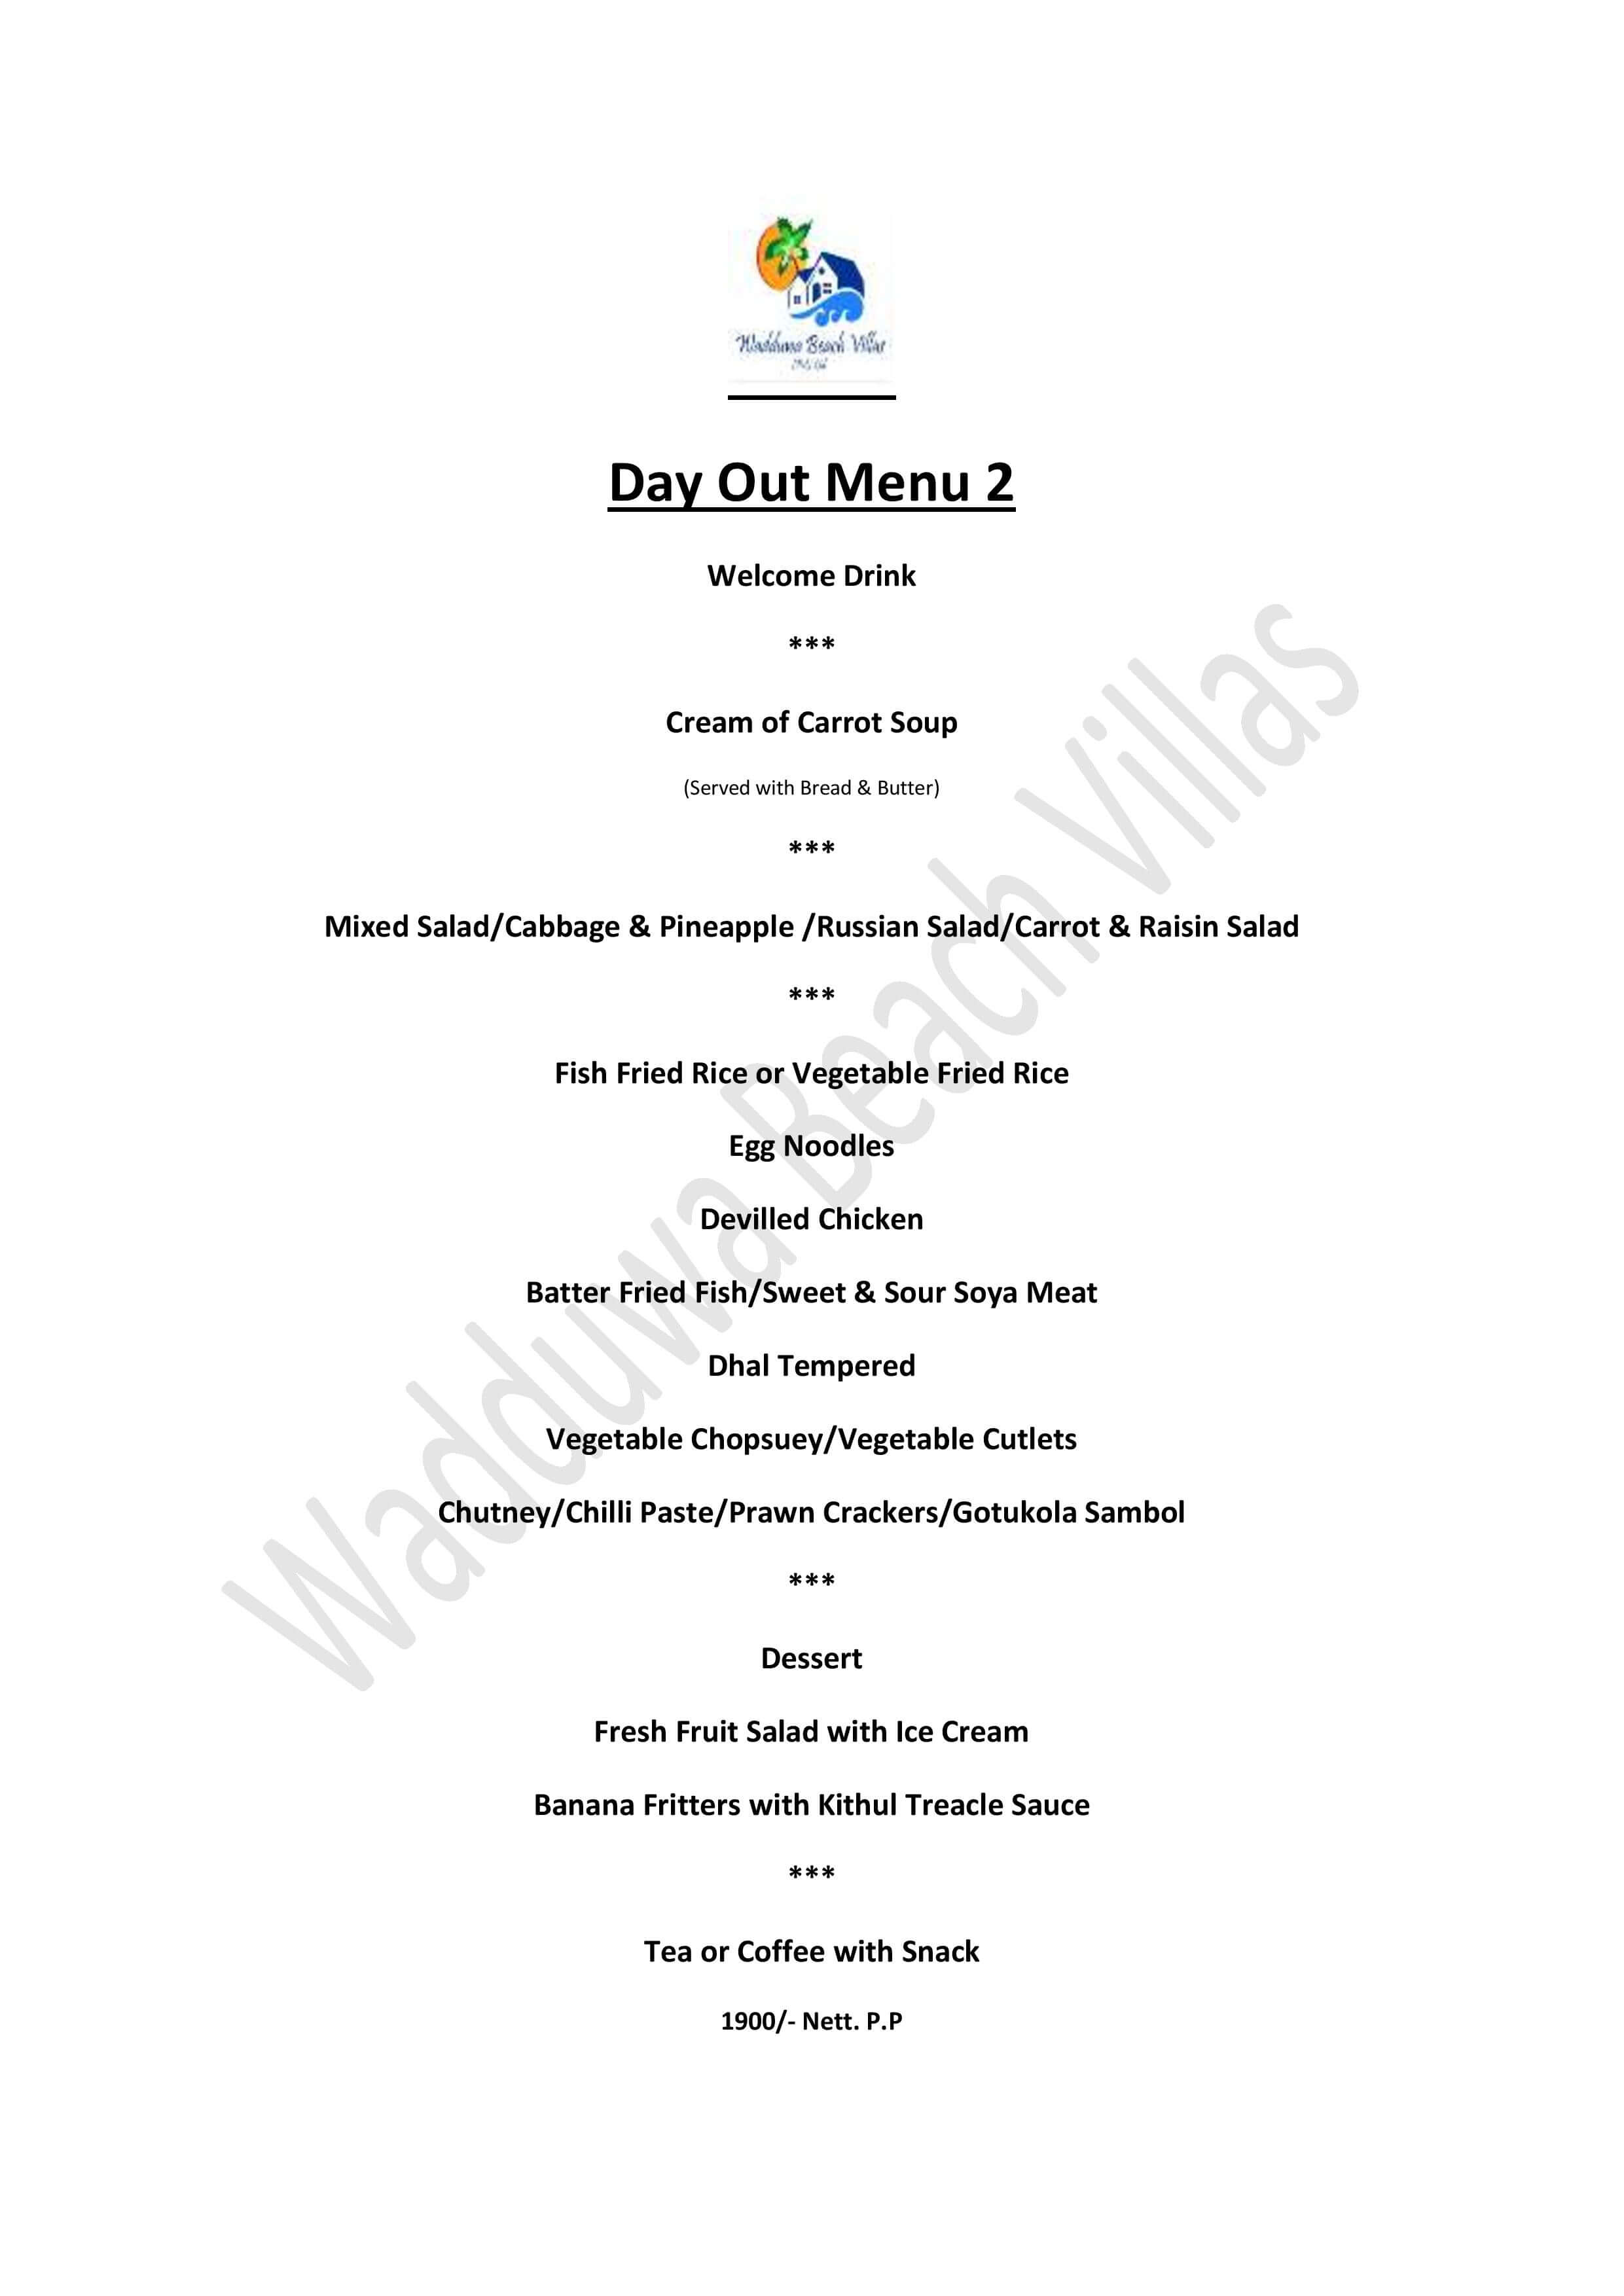 Wadduwa Beach Villas
Day Out Menu 2
Welcome Drink
***
Cream of Carrot Soup
(Served with Bread & Butter)
***
Mixed Salad/Cabbage & Pineapple /Russian Salad/Carrot & Raisin Salad
***
Fish Fried Rice or Vegetable Fried Rice
Egg Noodles
Devilled Chicken
Batter Fried Fish/Sweet & Sour Soya Meat
Dhal Tempered
Vegetable Chopsuey/Vegetable Cutlets
Chutney/Chilli Paste/Prawn Crackers/Gotukola Sambol
***
Dessert
Fresh Fruit Salad with Ice Cream
Banana Fritters with Kithul Treacle Sauce
***
Tea or Coffee with Snack
1900/- Nett. P.P
Wadduwa Beach Villas